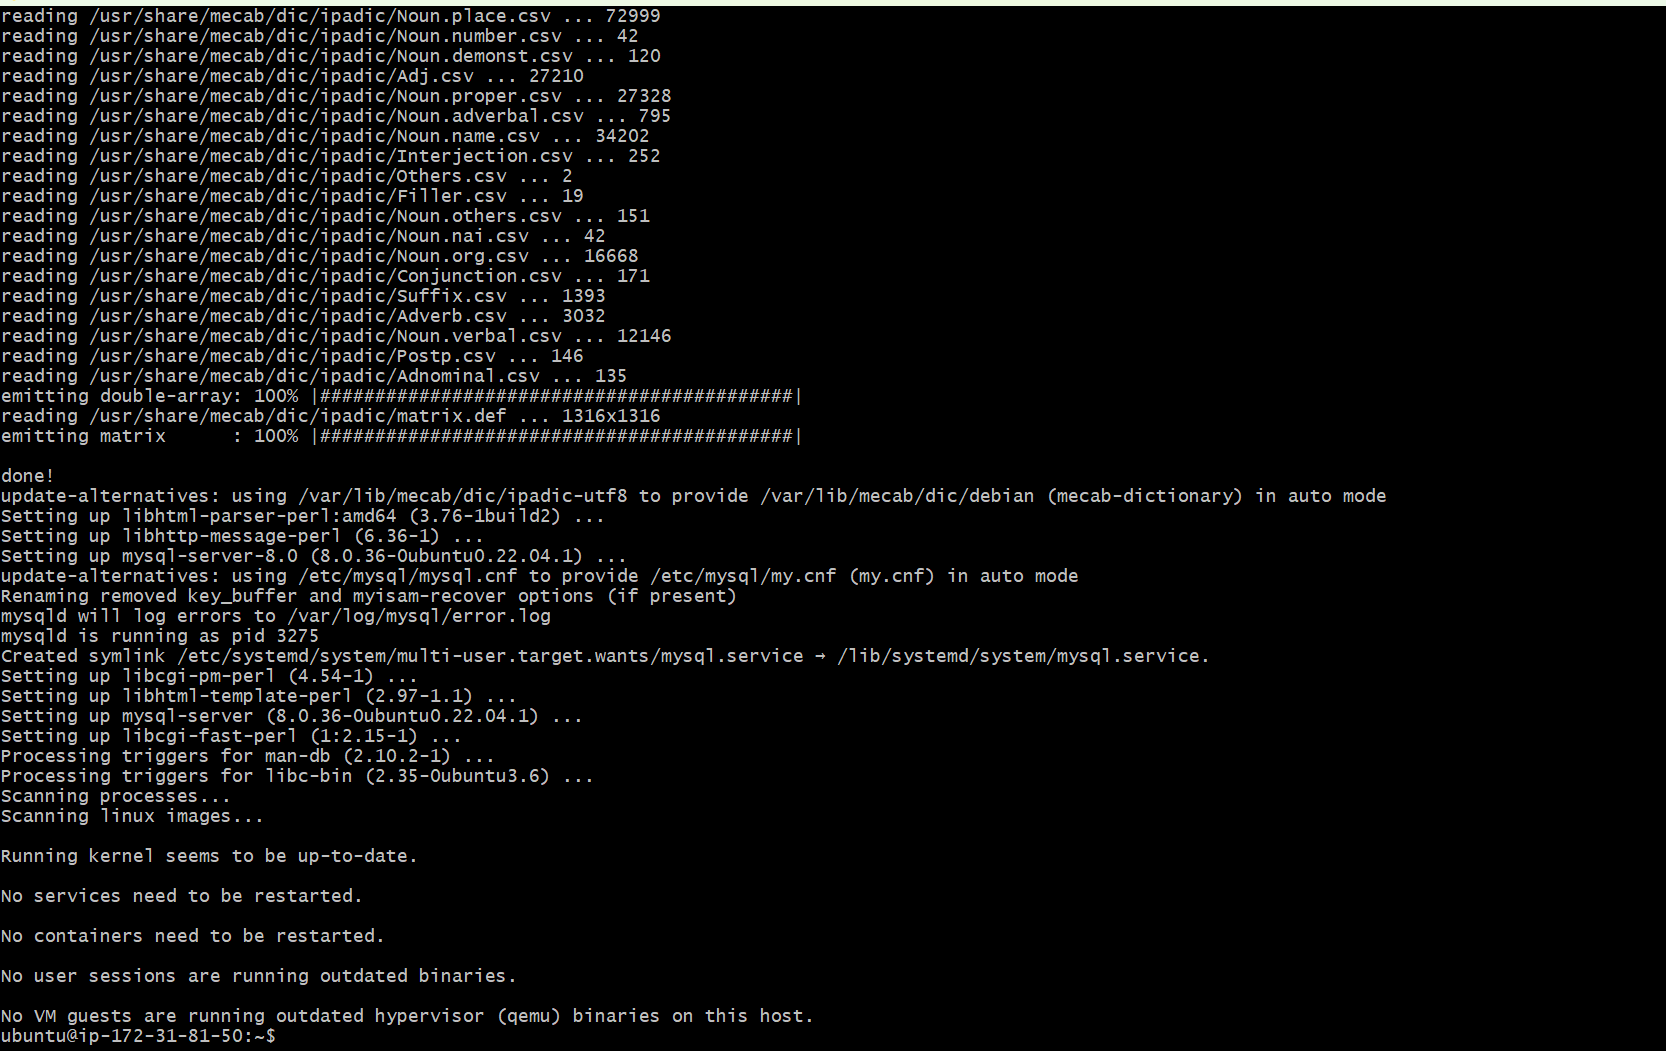 reading /usr/share/mecab/dic/ipadic/Noun.place.csv ... 72999
reading /usr/share/mecab/dic/ipadic/Noun.number.csv ... 42
reading /usr/share/mecab/dic/ipadic/Noun.demonst.csv ... 120
reading /usr/share/mecab/dic/ipadic/Adj.csv ... 27210
reading /usr/share/mecab/dic/ipadic/Noun.proper.csv ... 27328
reading /usr/share/mecab/dic/ipadic/Noun.adverbal.csv ... 795
reading /usr/share/mecab/dic/ipadic/Noun.name.csv ... 34202
reading /usr/share/mecab/dic/ipadic/Interjection.csv ... 252
reading /usr/share/mecab/dic/ipadic/Others.csv ... 2
reading /usr/share/mecab/dic/ipadic/Filler.csv ... 19
reading /usr/share/mecab/dic/ipadic/Noun.others.csv ... 151
reading /usr/share/mecab/dic/ipadic/Noun.nai.csv ... 42
reading /usr/share/mecab/dic/ipadic/Noun.org.csv ... 16668
reading /usr/share/mecab/dic/ipadic/Conjunction.csv ... 171
reading /usr/share/mecab/dic/ipadic/Suffix.csv ... 1393
reading /usr/share/mecab/dic/ipadic/Adverb.csv ... 3032
reading /usr/share/mecab/dic/ipadic/Noun.verbal.csv ... 12146
reading /usr/share/mecab/dic/ipadic/Postp.csv ... 146
reading /usr/share/mecab/dic/ipadic/Adnominal.csv ... 135
emitting double-array: 100% |###########################################|
reading /usr/share/mecab/dic/ipadic/matrix.def ... 1316x1316
emitting matrix      : 100% |###########################################|
done!
update-alternatives: using /var/lib/mecab/dic/ipadic-utf8 to provide /var/lib/mecab/dic/debian (mecab-dictionary) in auto mode
Setting up libhtml-parser-perl:amd64 (3.76-1build2) ...
Setting up libhttp-message-perl (6.36-1) ...
Setting up mysql-server-8.0 (8.0.36-0ubuntu0.22.04.1) ...
update-alternatives: using /etc/mysql/mysql.cnf to provide /etc/mysql/my.cnf (my.cnf) in auto mode
Renaming removed key_buffer and myisam-recover options (if present)
mysqld will log errors to /var/log/mysql/error.log
mysqld is running as pid 3275
Created symlink /etc/systemd/system/multi-user.target.wants/mysql.service → /lib/systemd/system/mysql.service.
Setting up libcgi-pm-perl (4.54-1) ...
Setting up libhtml-template-perl (2.97-1.1) ...
Setting up mysql-server (8.0.36-0ubuntu0.22.04.1) ...
Setting up libcgi-fast-perl (1:2.15-1) ...
Processing triggers for man-db (2.10.2-1) ...
Processing triggers for libc-bin (2.35-0ubuntu3.6) ...
Scanning processes...
Scanning linux images...
Running kernel seems to be up-to-date.
No services need to be restarted.
No containers need to be restarted.
No user sessions are running outdated binaries.
No VM guests are running outdated hypervisor (qemu) binaries on this host.
ubuntu@ip-172-31-81-50:~$